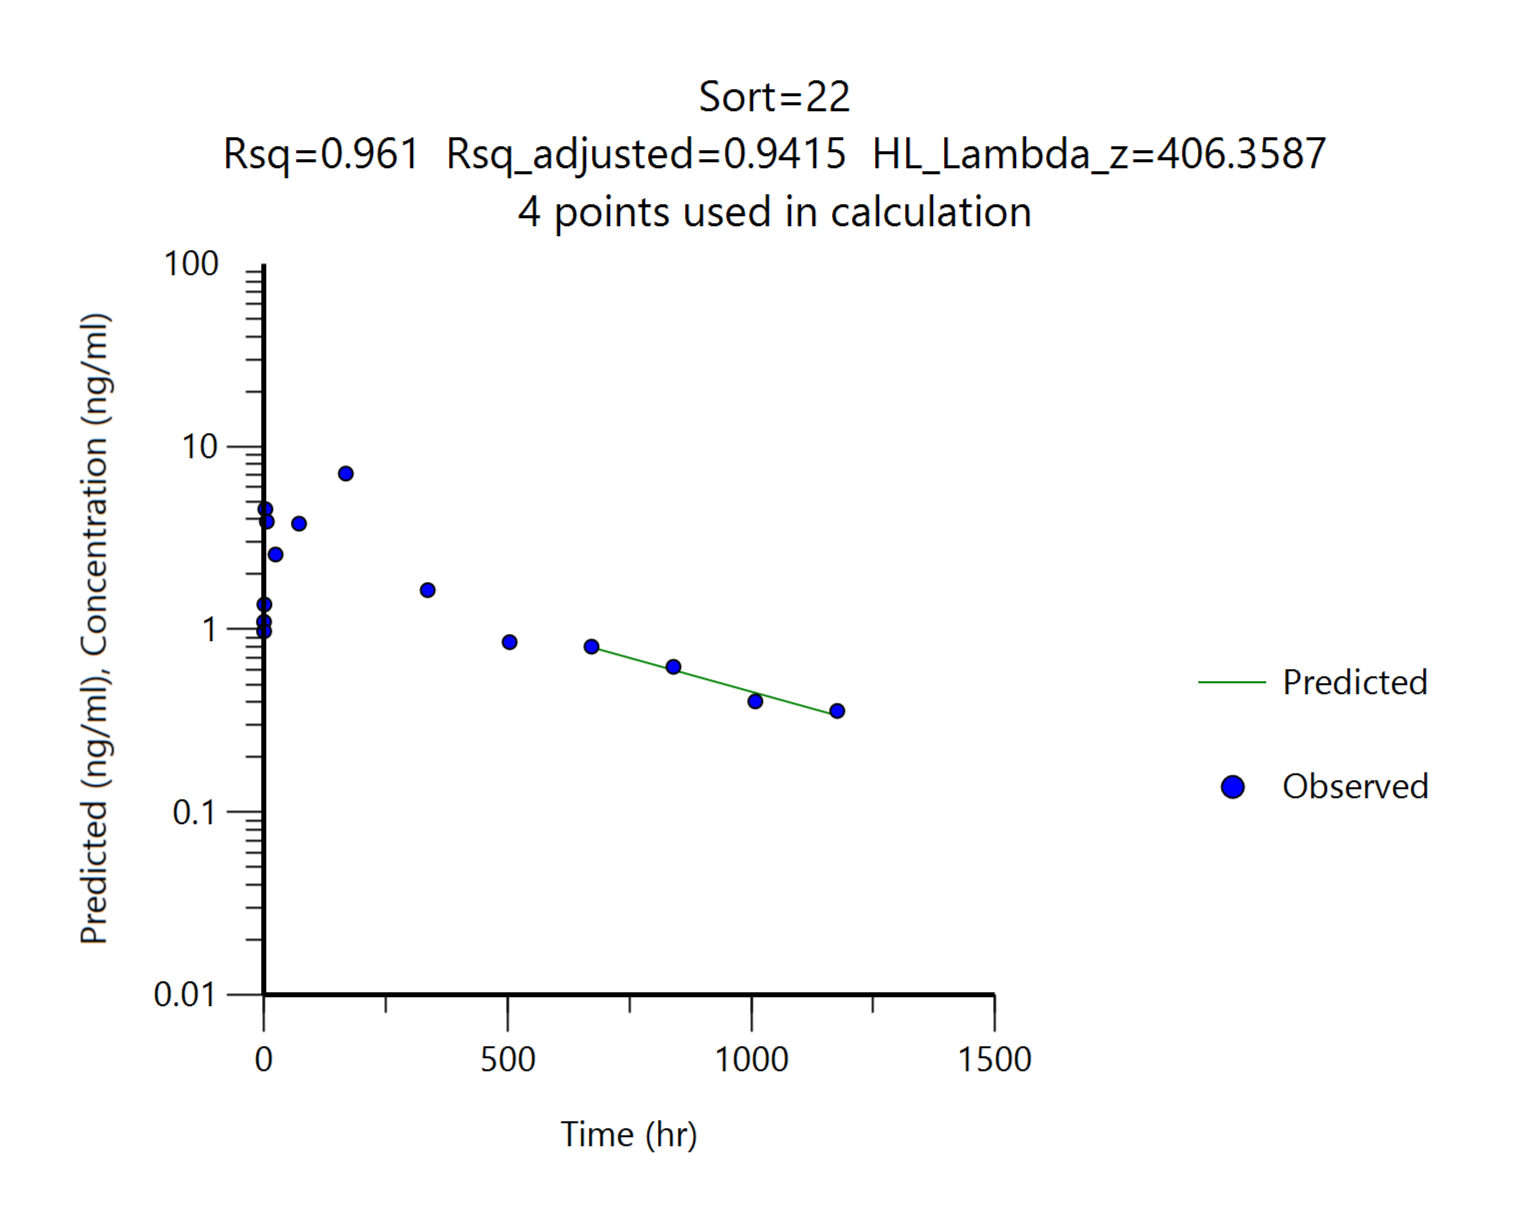 Sort=22
Rsq=0.961 Rsq_adjusted=0.9415 HL_Lambda_z=406.3587
4 points used in calculation
Predicted (ng/ml), Concentration (ng/ml)
100
10
1
0.1
0.01
0 500 1000 1500
Time (hr)
Predicted
Observed